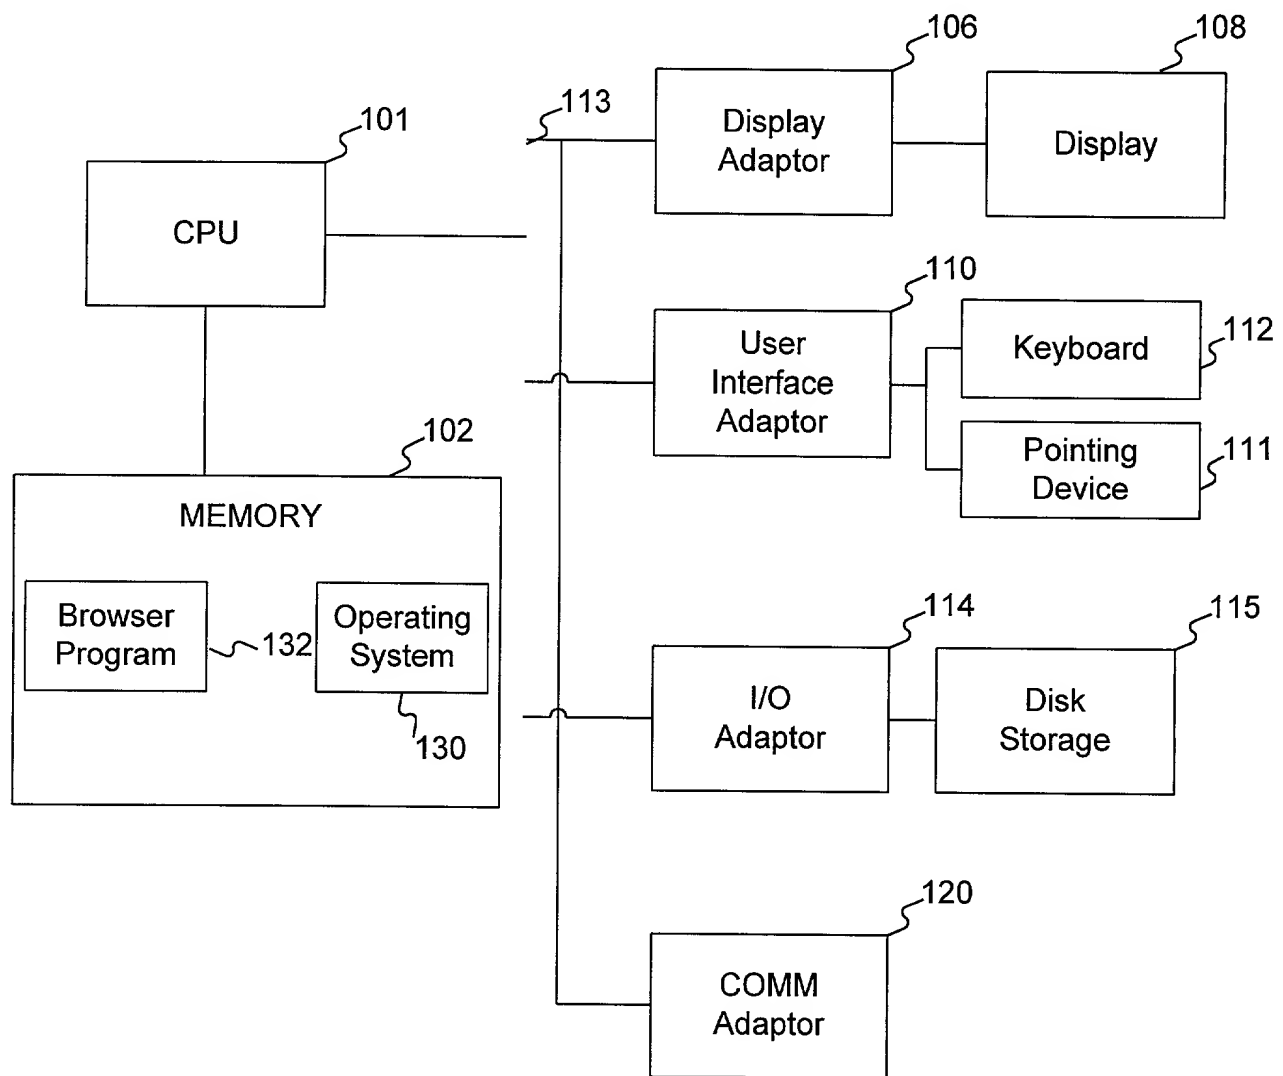 106
108
113
101
Display
Adaptor
Display
CPU
110
User
Interface
Adaptor
Keyboard
112
102
Pointing
Device
111
MEMORY
Browser
Program
132
Operating
System
130
114
115
I/O
Adaptor
Disk
Storage
120
COMM
Adaptor